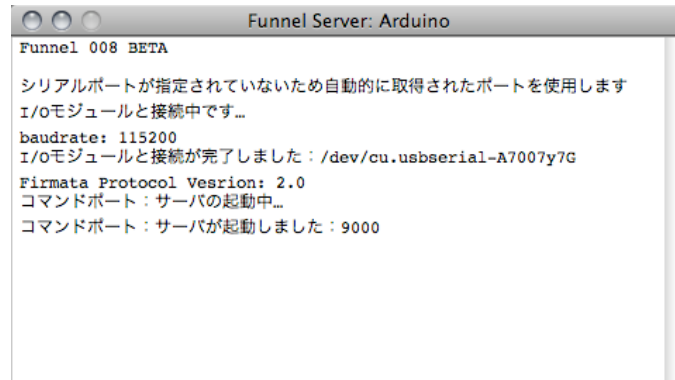 Funnel Server: Arduino
Funnel 008 BETA
シリアルポートが指定されていないため自動的に取得されたポートを使用します
I/Oモジュールと接続中です…
baudrate: 115200
I/Oモジュールと接続が完了しました：/dev/cu.usbserial-A7007y7G
Firmata Protocol Vesrion: 2.0
コマンドポート：サーバの起動中…
コマンドポート：サーバが起動しました：9000